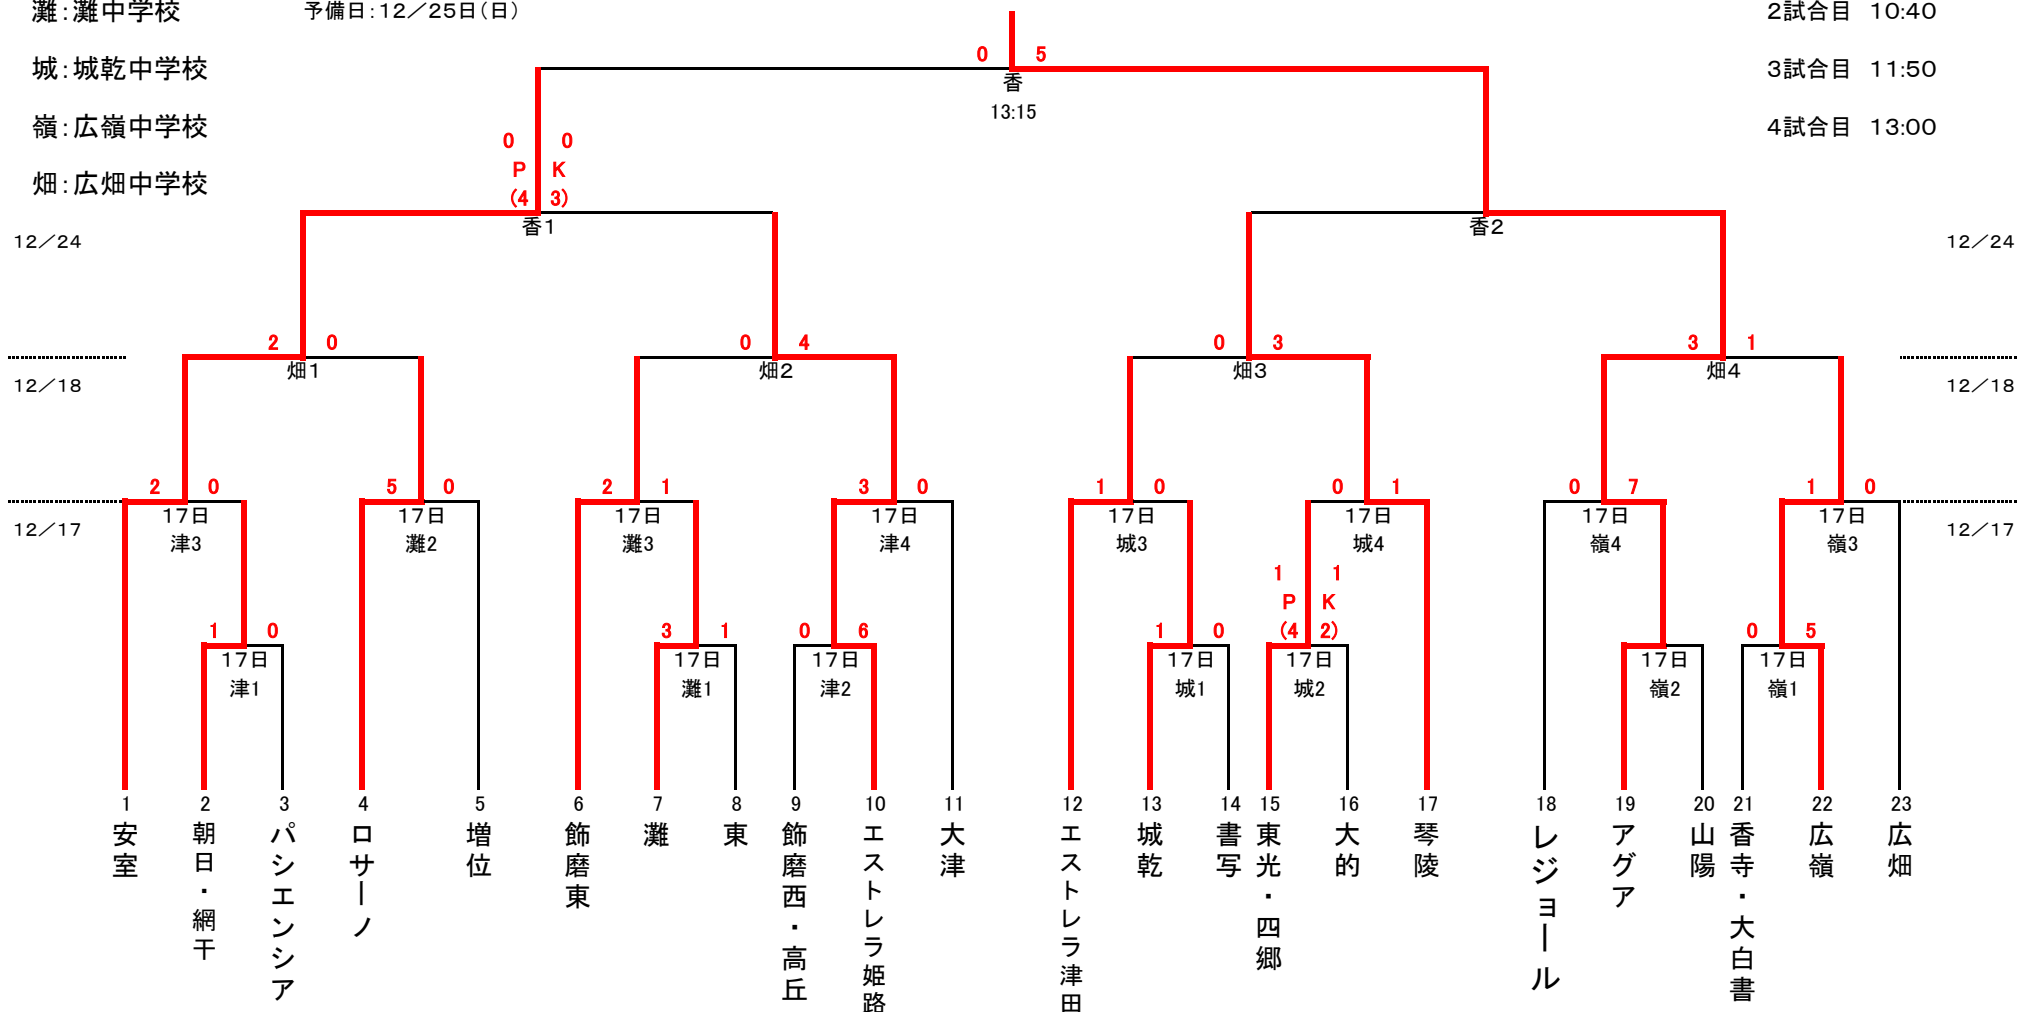 灘：灘中学校　予備日：12／25日（日）　2試合目 10:40
0 5
城：城乾中学校　香　3試合目 11:50
13:15
嶺：広嶺中学校　4試合目 13:00
0 0
P K
畑：広畑中学校
(4 3)
香1 香2
12／24 12／24
2 0 0 4 0 3 3 1
畑1 畑2 畑3 畑4
12／18 12／18
2 0 5 0 2 1 3 0 1 0 0 1 0 7 1 0
17日 17日 17日 17日 17日 17日 17日 17日
12／17 12／17
津3 灘2 灘3 津4 城3 城4 嶺4 嶺3
1 1
P K
1 0 3 1 0 6 1 0 (4 2) 0 5
17日 17日 17日 17日 17日 17日 17日
津1 灘1 津2 城1 城2 嶺2 嶺1
1 2 3 4 5 6 7 8 9 10 11 12 13 14 15 16 17 18 19 20 21 22 23
安室
朝日・網干
パシエンシア
ロサーノ
増位
飾磨東
灘
東
飾磨西・高丘
エストレラ姫路
大津
エストレラ津田
城乾
書写
東光・四郷
大的
琴陵
レジョール
アグア
山陽
香寺・大白書
広嶺
広畑